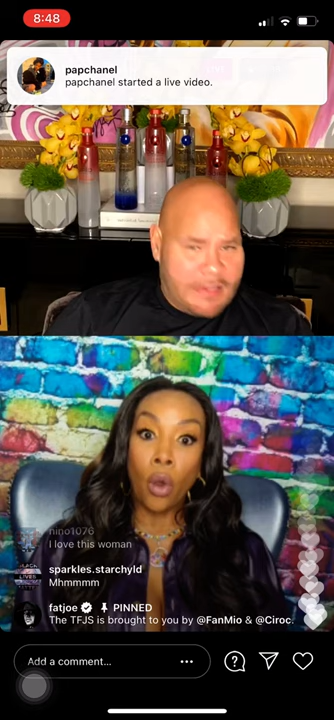 8:48
papchanel
papchanel started a live video.
nino1076
I love this woman
sparkles.starchyld
Mhmmmm
fatjoe PINNED
The TFJS is brought to you by @FanMio & @Ciroc.
Add a comment...